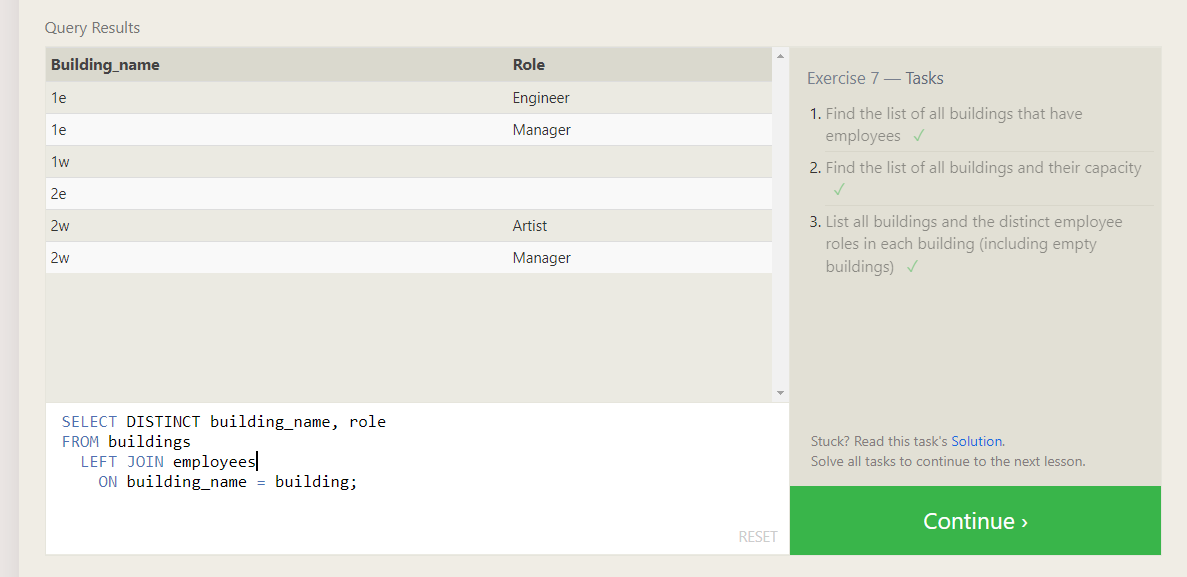 Query Results
Building_name Role
1e Engineer
1e Manager
1w
2e
2w Artist
2w Manager
SELECT DISTINCT building_name, role
FROM buildings
LEFT JOIN employees
ON building_name = building;
RESET
Exercise 7 — Tasks
1. Find the list of all buildings that have
employees ✓
2. Find the list of all buildings and their capacity
✓
3. List all buildings and the distinct employee
roles in each building (including empty
buildings) ✓
Stuck? Read this task's Solution.
Solve all tasks to continue to the next lesson.
Continue ›